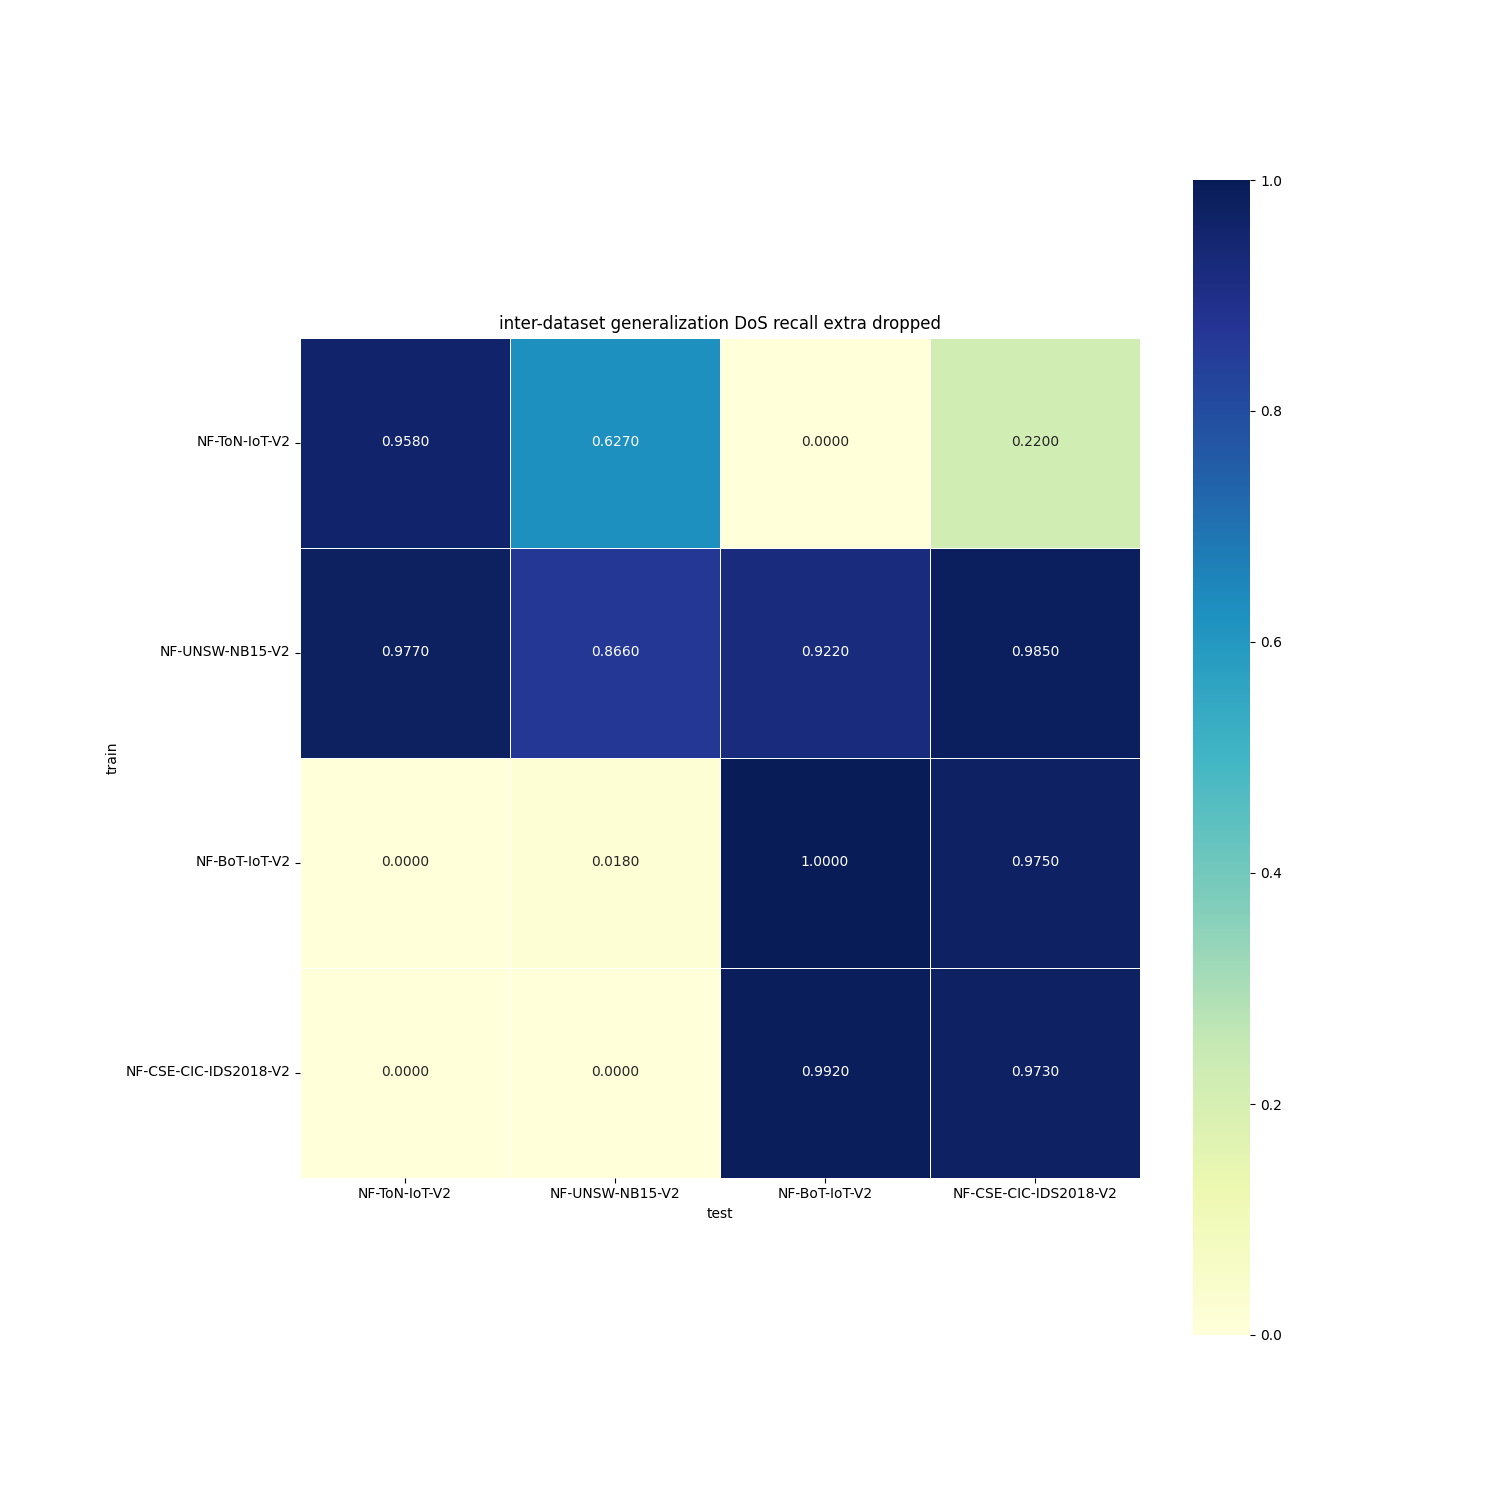 inter-dataset generalization DoS recall extra dropped
1.0
0.8
0.6
0.4
0.2
0.0
train
NF-ToN-IoT-V2 0.9580 0.6270 0.0000 0.2200
NF-UNSW-NB15-V2 0.9770 0.8660 0.9220 0.9850
NF-BoT-IoT-V2 0.0000 0.0180 1.0000 0.9750
NF-CSE-CIC-IDS2018-V2 0.0000 0.0000 0.9920 0.9730
NF-ToN-IoT-V2 NF-UNSW-NB15-V2 NF-BoT-IoT-V2 NF-CSE-CIC-IDS2018-V2
test